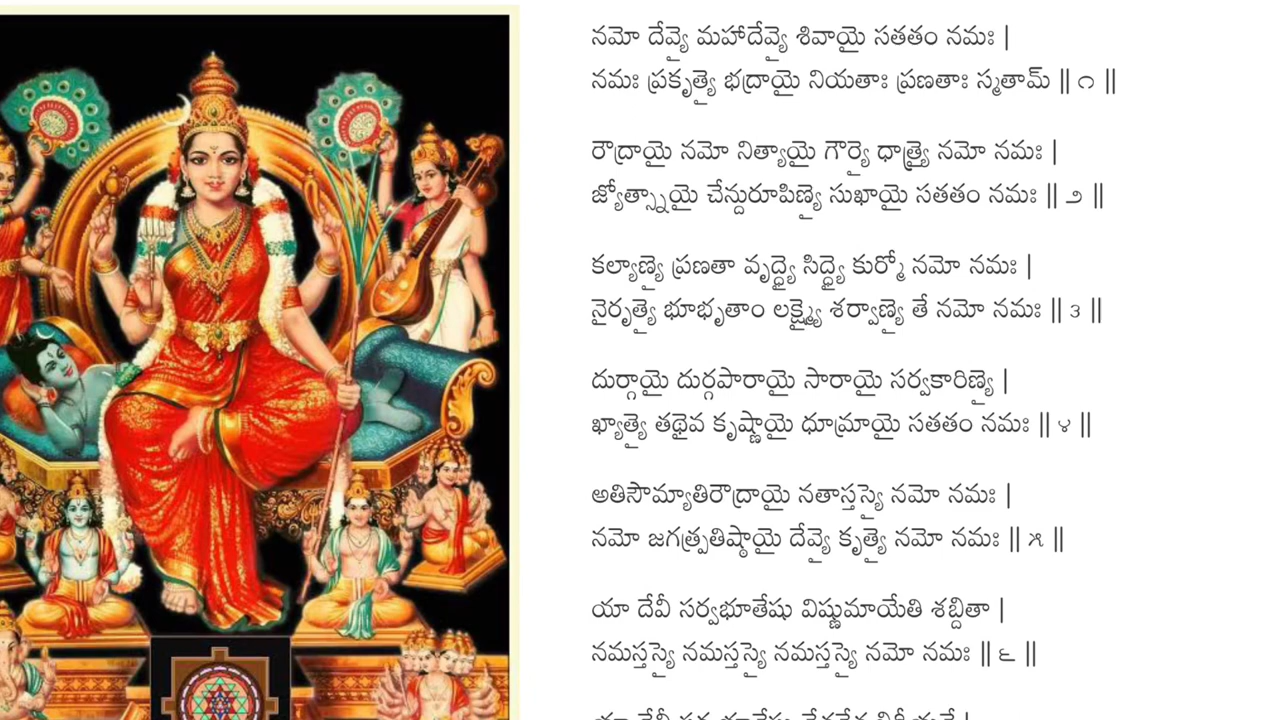 నమో దేవ్యై మహాదేవ్యై శివాయై సతతం నమః |
నమః ప్రకృత్యై భద్రాయై నియతాః ప్రణతాః స్మతామ్ || ౧ ||
రౌద్రాయై నమో నిత్యాయై గౌర్యై ధాత్ర్యై నమో నమః |
జ్యోత్స్నాయై చేన్దురూపిణ్యై సుఖాయై సతతం నమః || ౨ ||
కల్యాణ్యై ప్రణతా వృద్ధ్యై సిద్ధ్యై కుర్మో నమో నమః |
నైరృత్యై భూభృతాం లక్ష్మ్యై శర్వాణ్యై తే నమో నమః || ౩ ||
దుర్గాయై దుర్గపారాయై సారాయై సర్వకారిణ్యై |
ఖ్యాత్యై తథైవ కృష్ణాయై ధూమ్రాయై సతతం నమః || ౪ ||
అతిసౌమ్యాతిరౌద్రాయై నతాస్తస్యై నమో నమః |
నమో జగత్ప్రతిష్ఠాయై దేవ్యై కృత్యై నమో నమః || ౫ ||
యా దేవీ సర్వభూతేషు విష్ణుమాయేతి శబ్దితా |
నమస్తస్యై నమస్తస్యై నమస్తస్యై నమో నమః || ౬ ||